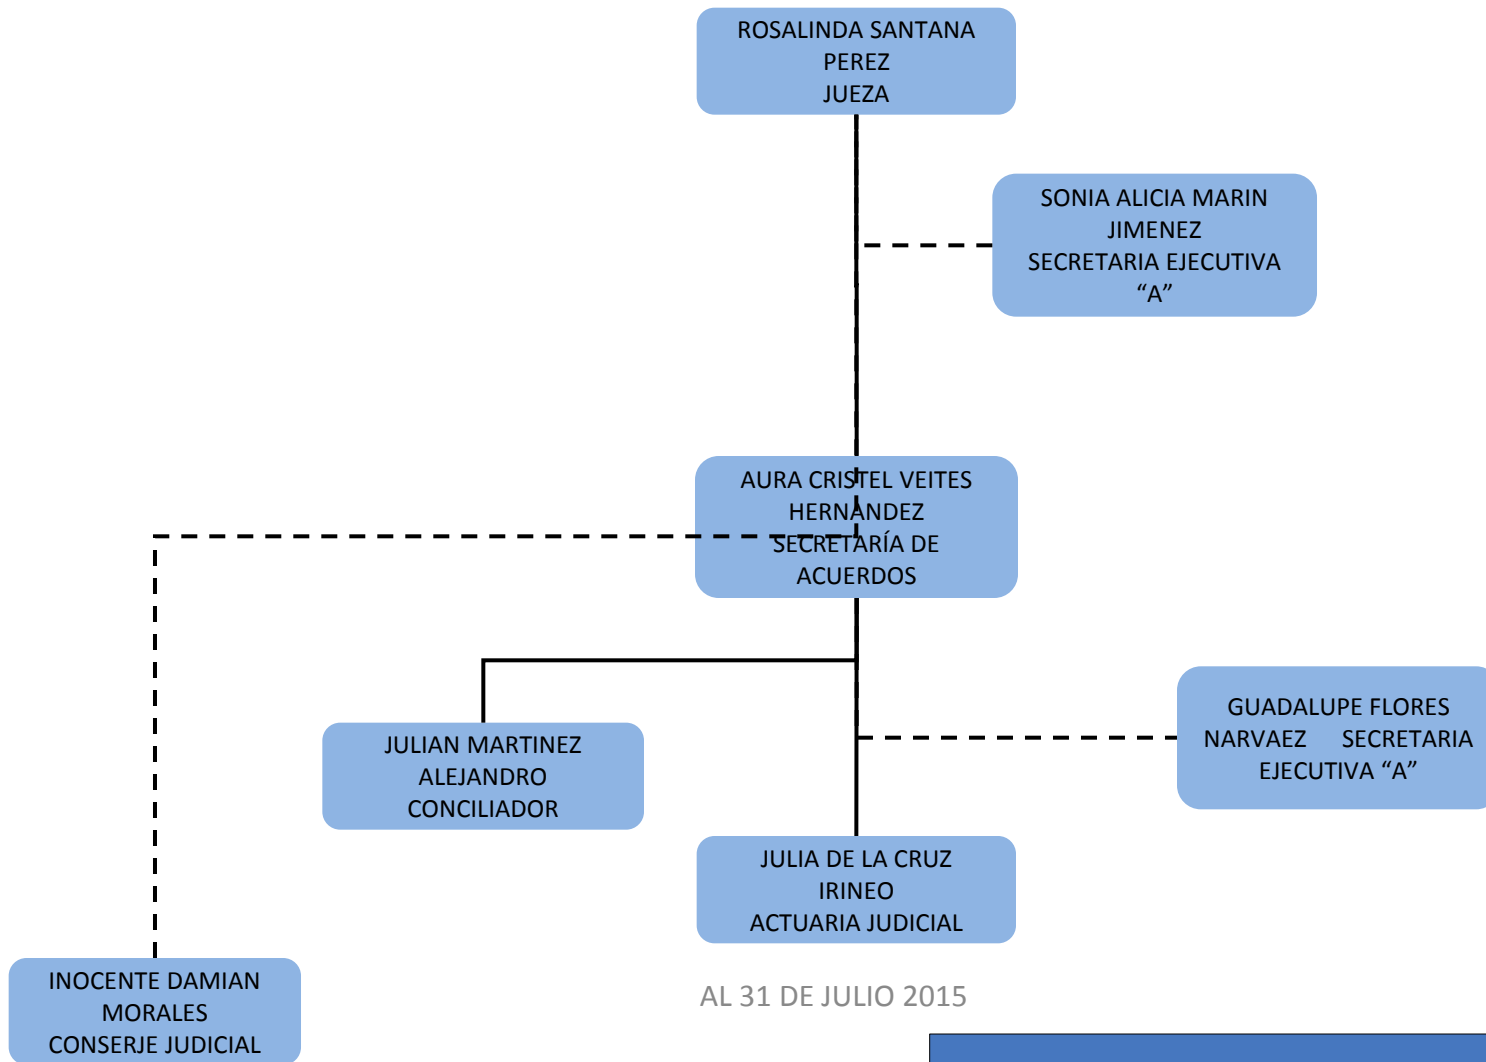 ROSALINDA SANTANA
PEREZ
JUEZA
SONIA ALICIA MARIN
JIMENEZ
SECRETARIA EJECUTIVA
“A”
AURA CRISTEL VEITES
HERNÁNDEZ
SECRETARÍA DE
ACUERDOS
JULIAN MARTINEZ
ALEJANDRO
CONCILIADOR
GUADALUPE FLORES
NARVAEZ SECRETARIA
EJECUTIVA “A”
JULIA DE LA CRUZ
IRINEO
ACTUARIA JUDICIAL
INOCENTE DAMIAN
MORALES
CONSERJE JUDICIAL
AL 31 DE JULIO 2015